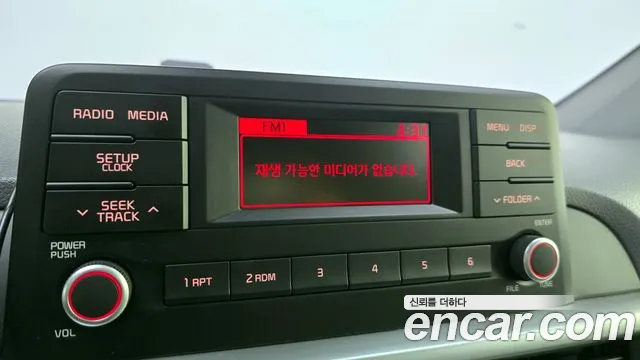 RADIO MEDIA
SETUP
CLOCK
SEEK
TRACK
POWER
PUSH
VOL
FM1
재생 가능한 미디어가 없습니다.
1 RPT
2 RDM
3
4
5
6
MENU DISP
BACK
FOLDER
ENTER
FILE
TUNE
신뢰를 더하다
encar.com